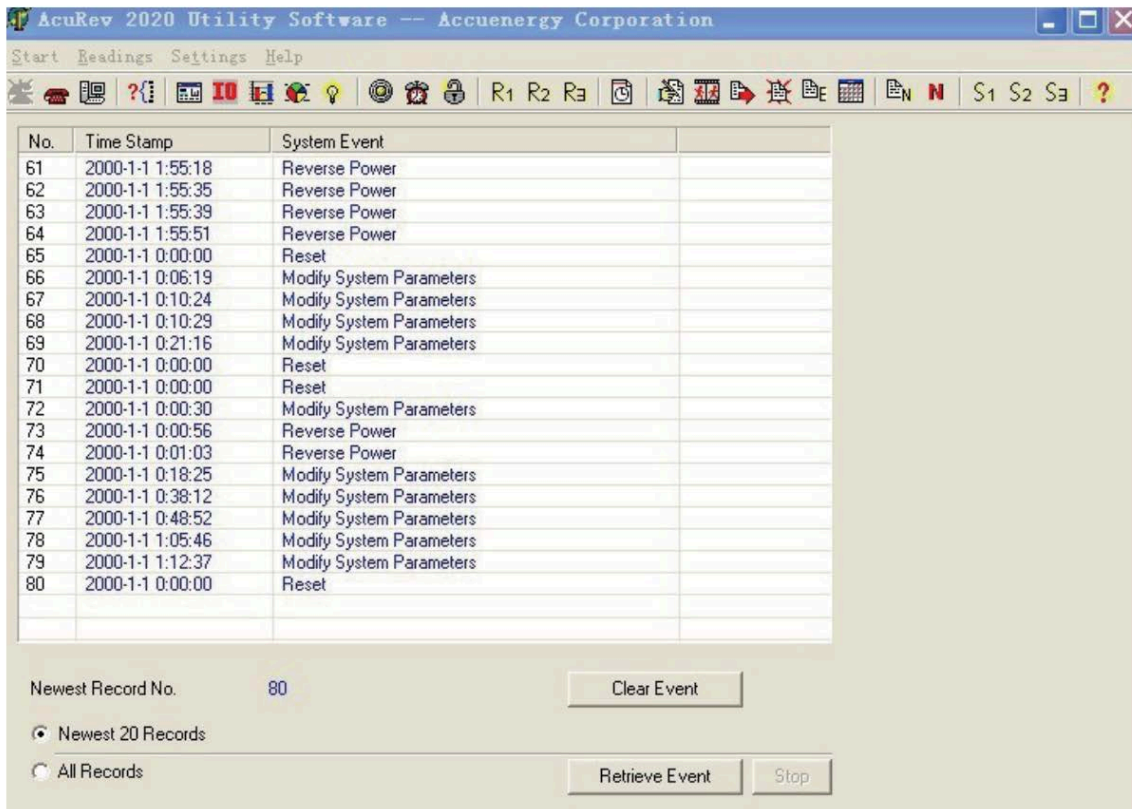 AcuRev 2020 Utility Software -- Accuenergy Corporation
Start Readings Settings Help
?{} IO R1 R2 R3 E N N S1 S2 S3 ?
No. Time Stamp System Event
61 2000-1-1 1:55:18 Reverse Power
62 2000-1-1 1:55:35 Reverse Power
63 2000-1-1 1:55:39 Reverse Power
64 2000-1-1 1:55:51 Reverse Power
65 2000-1-1 0:00:00 Reset
66 2000-1-1 0:06:19 Modify System Parameters
67 2000-1-1 0:10:24 Modify System Parameters
68 2000-1-1 0:10:29 Modify System Parameters
69 2000-1-1 0:21:16 Modify System Parameters
70 2000-1-1 0:00:00 Reset
71 2000-1-1 0:00:00 Reset
72 2000-1-1 0:00:30 Modify System Parameters
73 2000-1-1 0:00:56 Reverse Power
74 2000-1-1 0:01:03 Reverse Power
75 2000-1-1 0:18:25 Modify System Parameters
76 2000-1-1 0:38:12 Modify System Parameters
77 2000-1-1 0:48:52 Modify System Parameters
78 2000-1-1 1:05:46 Modify System Parameters
79 2000-1-1 1:12:37 Modify System Parameters
80 2000-1-1 0:00:00 Reset
Newest Record No. 80 Clear Event
Newest 20 Records
All Records Retrieve Event Stop